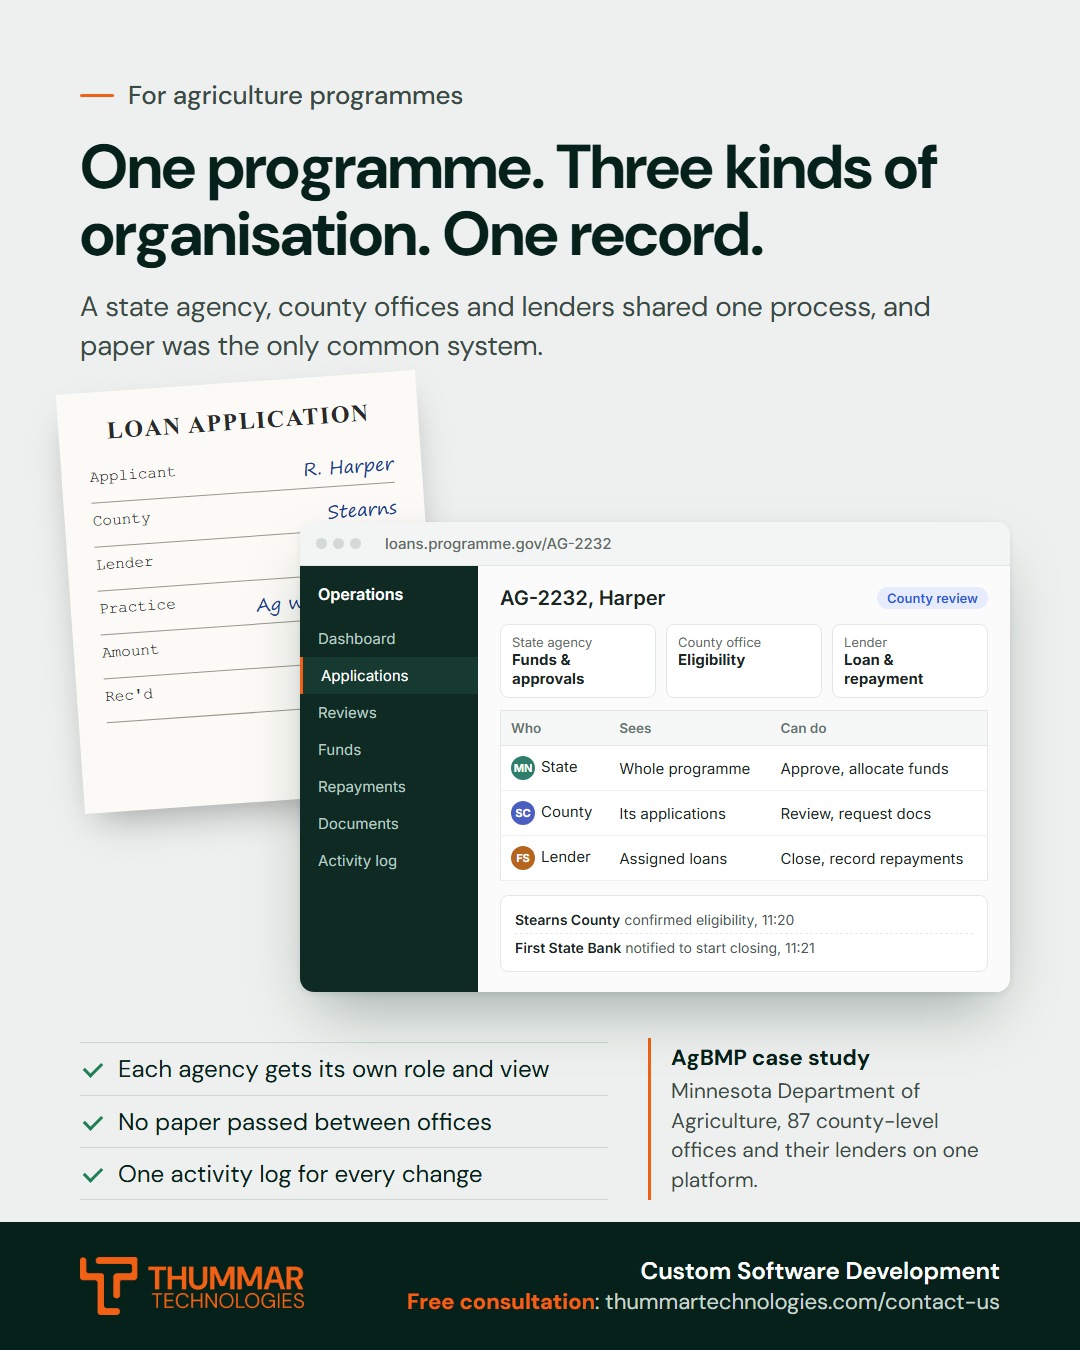 For agriculture programmes
One programme. Three kinds of
organisation. One record.
A state agency, county offices and lenders shared one process, and
paper was the only common system.
LOAN APPLICATION
Applicant R. Harper
County Stearns
Lender
Practice Ag w
Amount
Rec'd
loans.programme.gov/AG-2232
Operations
Dashboard
Applications
Reviews
Funds
Repayments
Documents
Activity log
AG-2232, Harper County review
State agency
Funds &
approvals
County office
Eligibility
Lender
Loan &
repayment
Who Sees Can do
MN State Whole programme Approve, allocate funds
SC County Its applications Review, request docs
FS Lender Assigned loans Close, record repayments
Stearns County confirmed eligibility, 11:20
First State Bank notified to start closing, 11:21
Each agency gets its own role and view
No paper passed between offices
One activity log for every change
AgBMP case study
Minnesota Department of
Agriculture, 87 county-level
offices and their lenders on one
platform.
THUMMAR
TECHNOLOGIES
Custom Software Development
Free consultation: thummartechnologies.com/contact-us